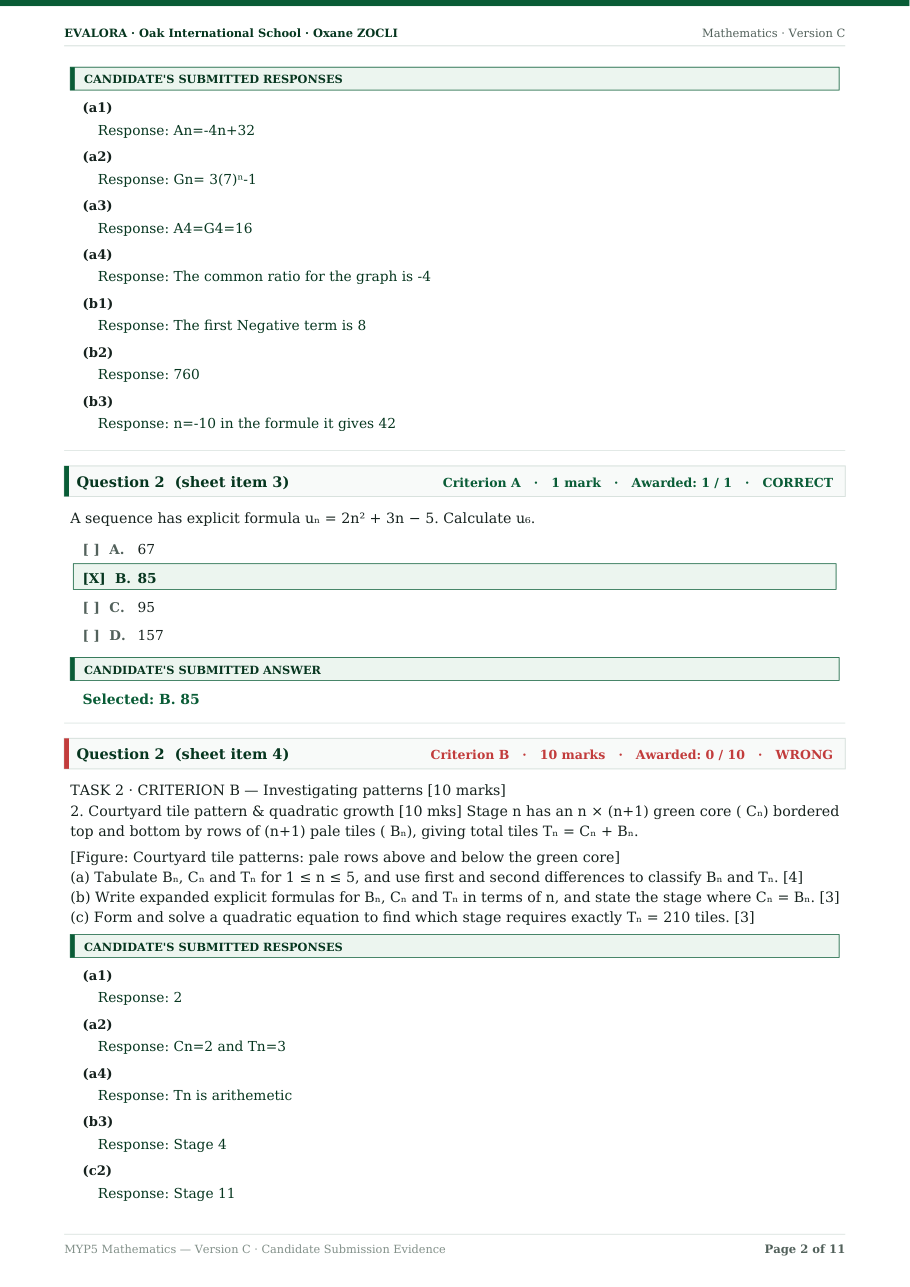 EVALORA · Oak International School · Oxane ZOCLI
Mathematics · Version C
CANDIDATE'S SUBMITTED RESPONSES
(a1)
Response: An=-4n+32
(a2)
Response: Gn= 3(7)ⁿ-1
(a3)
Response: A4=G4=16
(a4)
Response: The common ratio for the graph is -4
(b1)
Response: The first Negative term is 8
(b2)
Response: 760
(b3)
Response: n=-10 in the formule it gives 42
Question 2 (sheet item 3)
Criterion A · 1 mark · Awarded: 1 / 1 · CORRECT
A sequence has explicit formula uₙ = 2n² + 3n − 5. Calculate u₆.
[ ] A. 67
[X] B. 85
[ ] C. 95
[ ] D. 157
CANDIDATE'S SUBMITTED ANSWER
Selected: B. 85
Question 2 (sheet item 4)
Criterion B · 10 marks · Awarded: 0 / 10 · WRONG
TASK 2 · CRITERION B — Investigating patterns [10 marks]
2. Courtyard tile pattern & quadratic growth [10 mks] Stage n has an n × (n+1) green core ( Cₙ) bordered
top and bottom by rows of (n+1) pale tiles ( Bₙ), giving total tiles Tₙ = Cₙ + Bₙ.
[Figure: Courtyard tile patterns: pale rows above and below the green core]
(a) Tabulate Bₙ, Cₙ and Tₙ for 1 ≤ n ≤ 5, and use first and second differences to classify Bₙ and Tₙ. [4]
(b) Write expanded explicit formulas for Bₙ, Cₙ and Tₙ in terms of n, and state the stage where Cₙ = Bₙ. [3]
(c) Form and solve a quadratic equation to find which stage requires exactly Tₙ = 210 tiles. [3]
CANDIDATE'S SUBMITTED RESPONSES
(a1)
Response: 2
(a2)
Response: Cn=2 and Tn=3
(a4)
Response: Tn is arithemetic
(b3)
Response: Stage 4
(c2)
Response: Stage 11
MYP5 Mathematics — Version C · Candidate Submission Evidence
Page 2 of 11